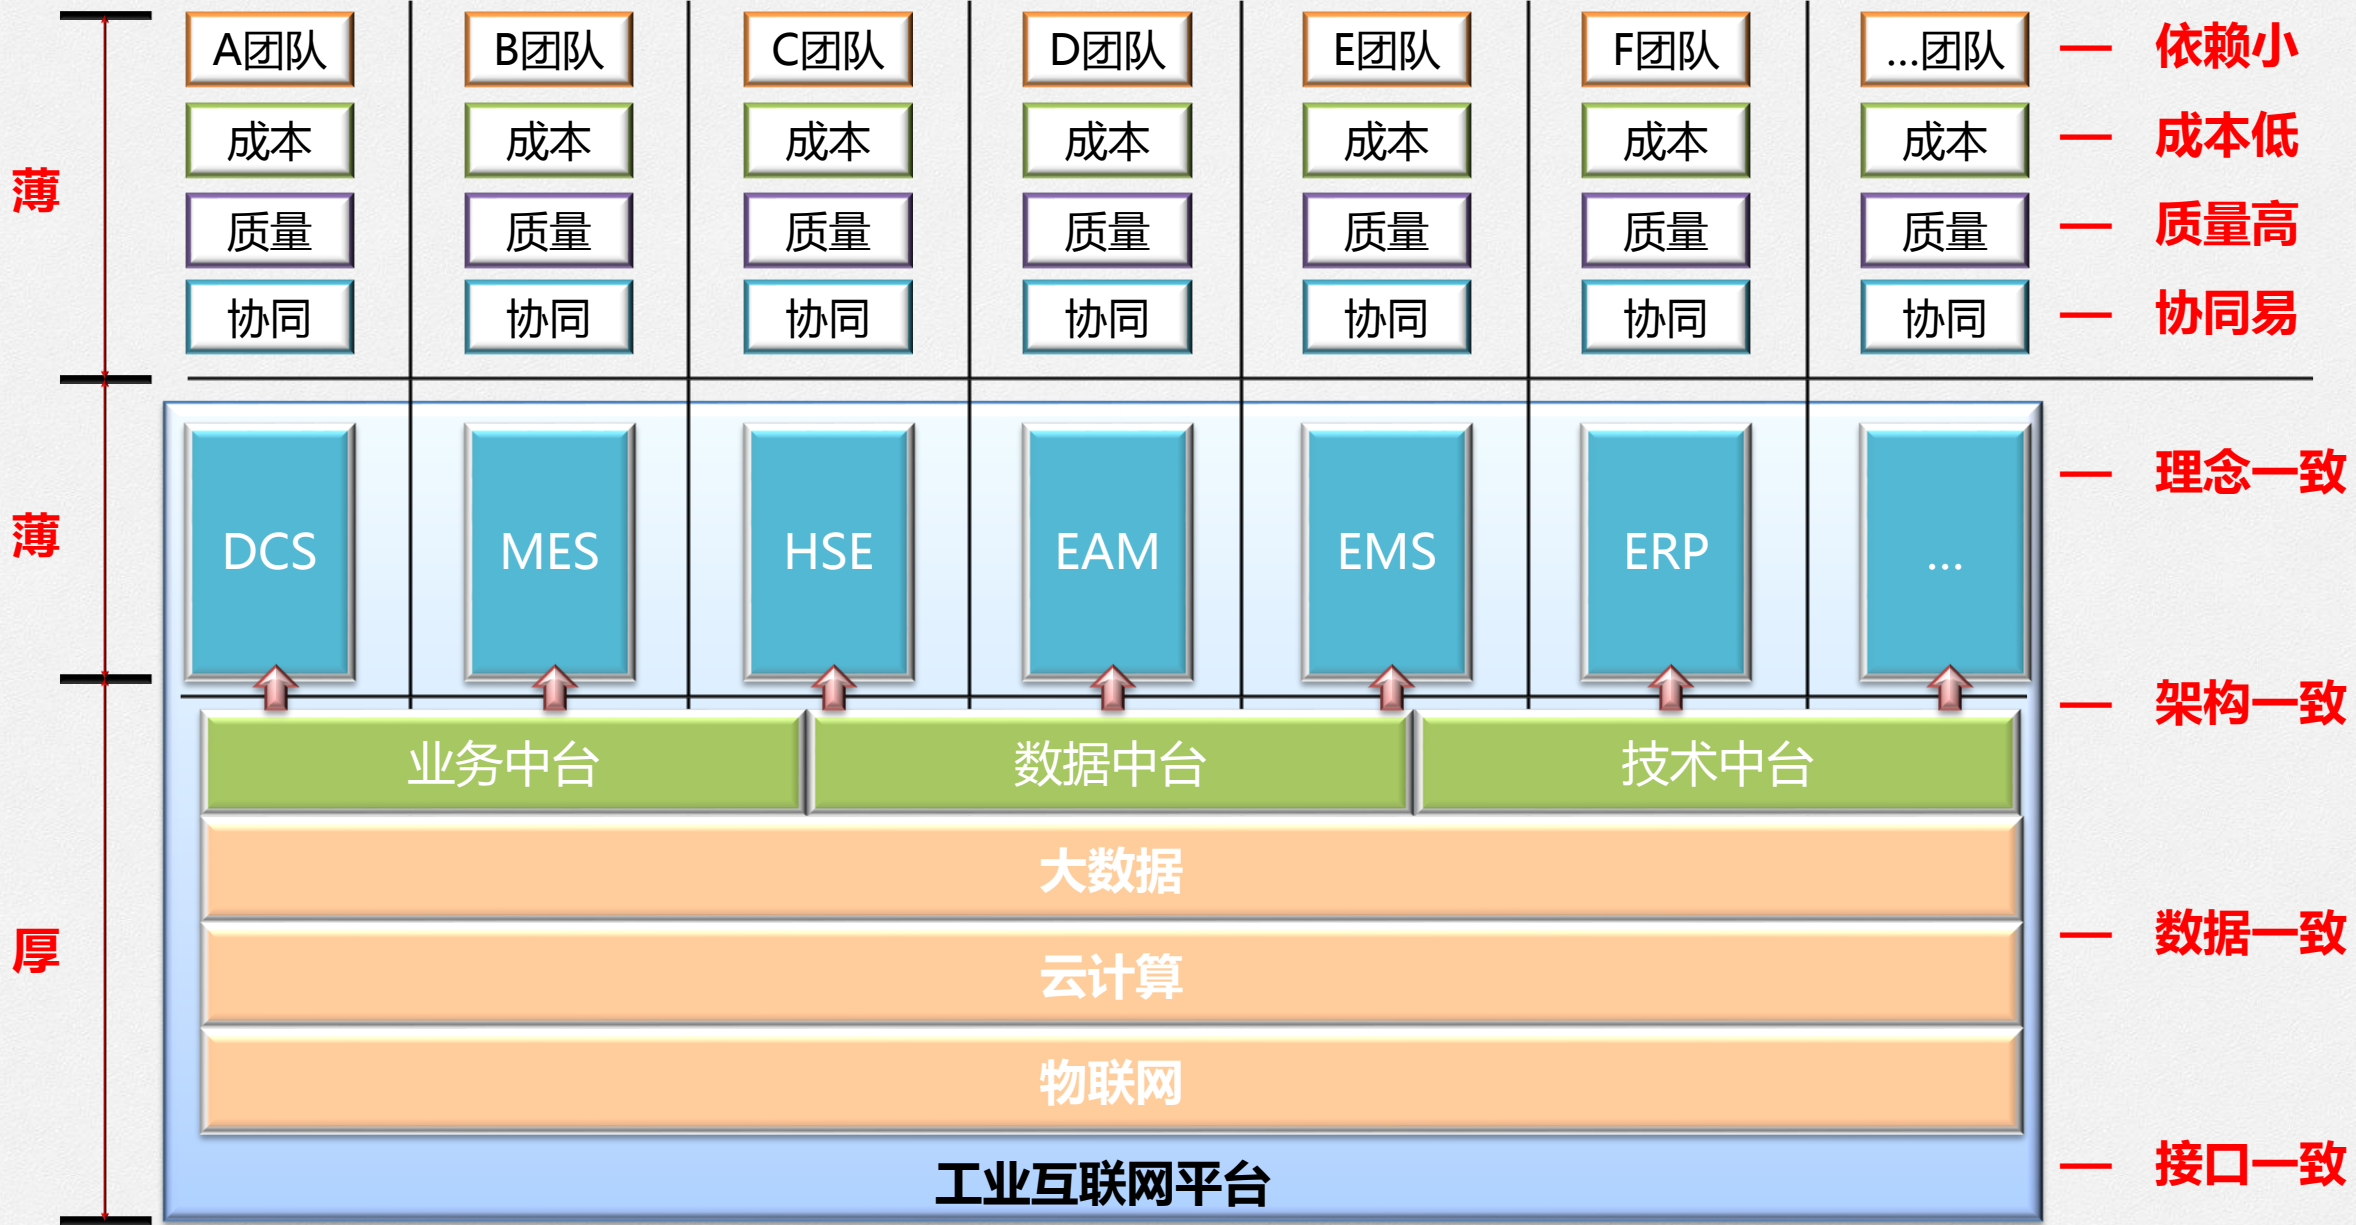 A团队 B团队 C团队 D团队 E团队 F团队 ...团队 — 依赖小
成本 成本 成本 成本 成本 成本 成本 — 成本低
薄
质量 质量 质量 质量 质量 质量 质量 — 质量高
协同 协同 协同 协同 协同 协同 协同 — 协同易
— 理念一致
薄
DCS MES HSE EAM EMS ERP ...
— 架构一致
业务中台 数据中台 技术中台
大数据
— 数据一致
厚
云计算
物联网
— 接口一致
工业互联网平台